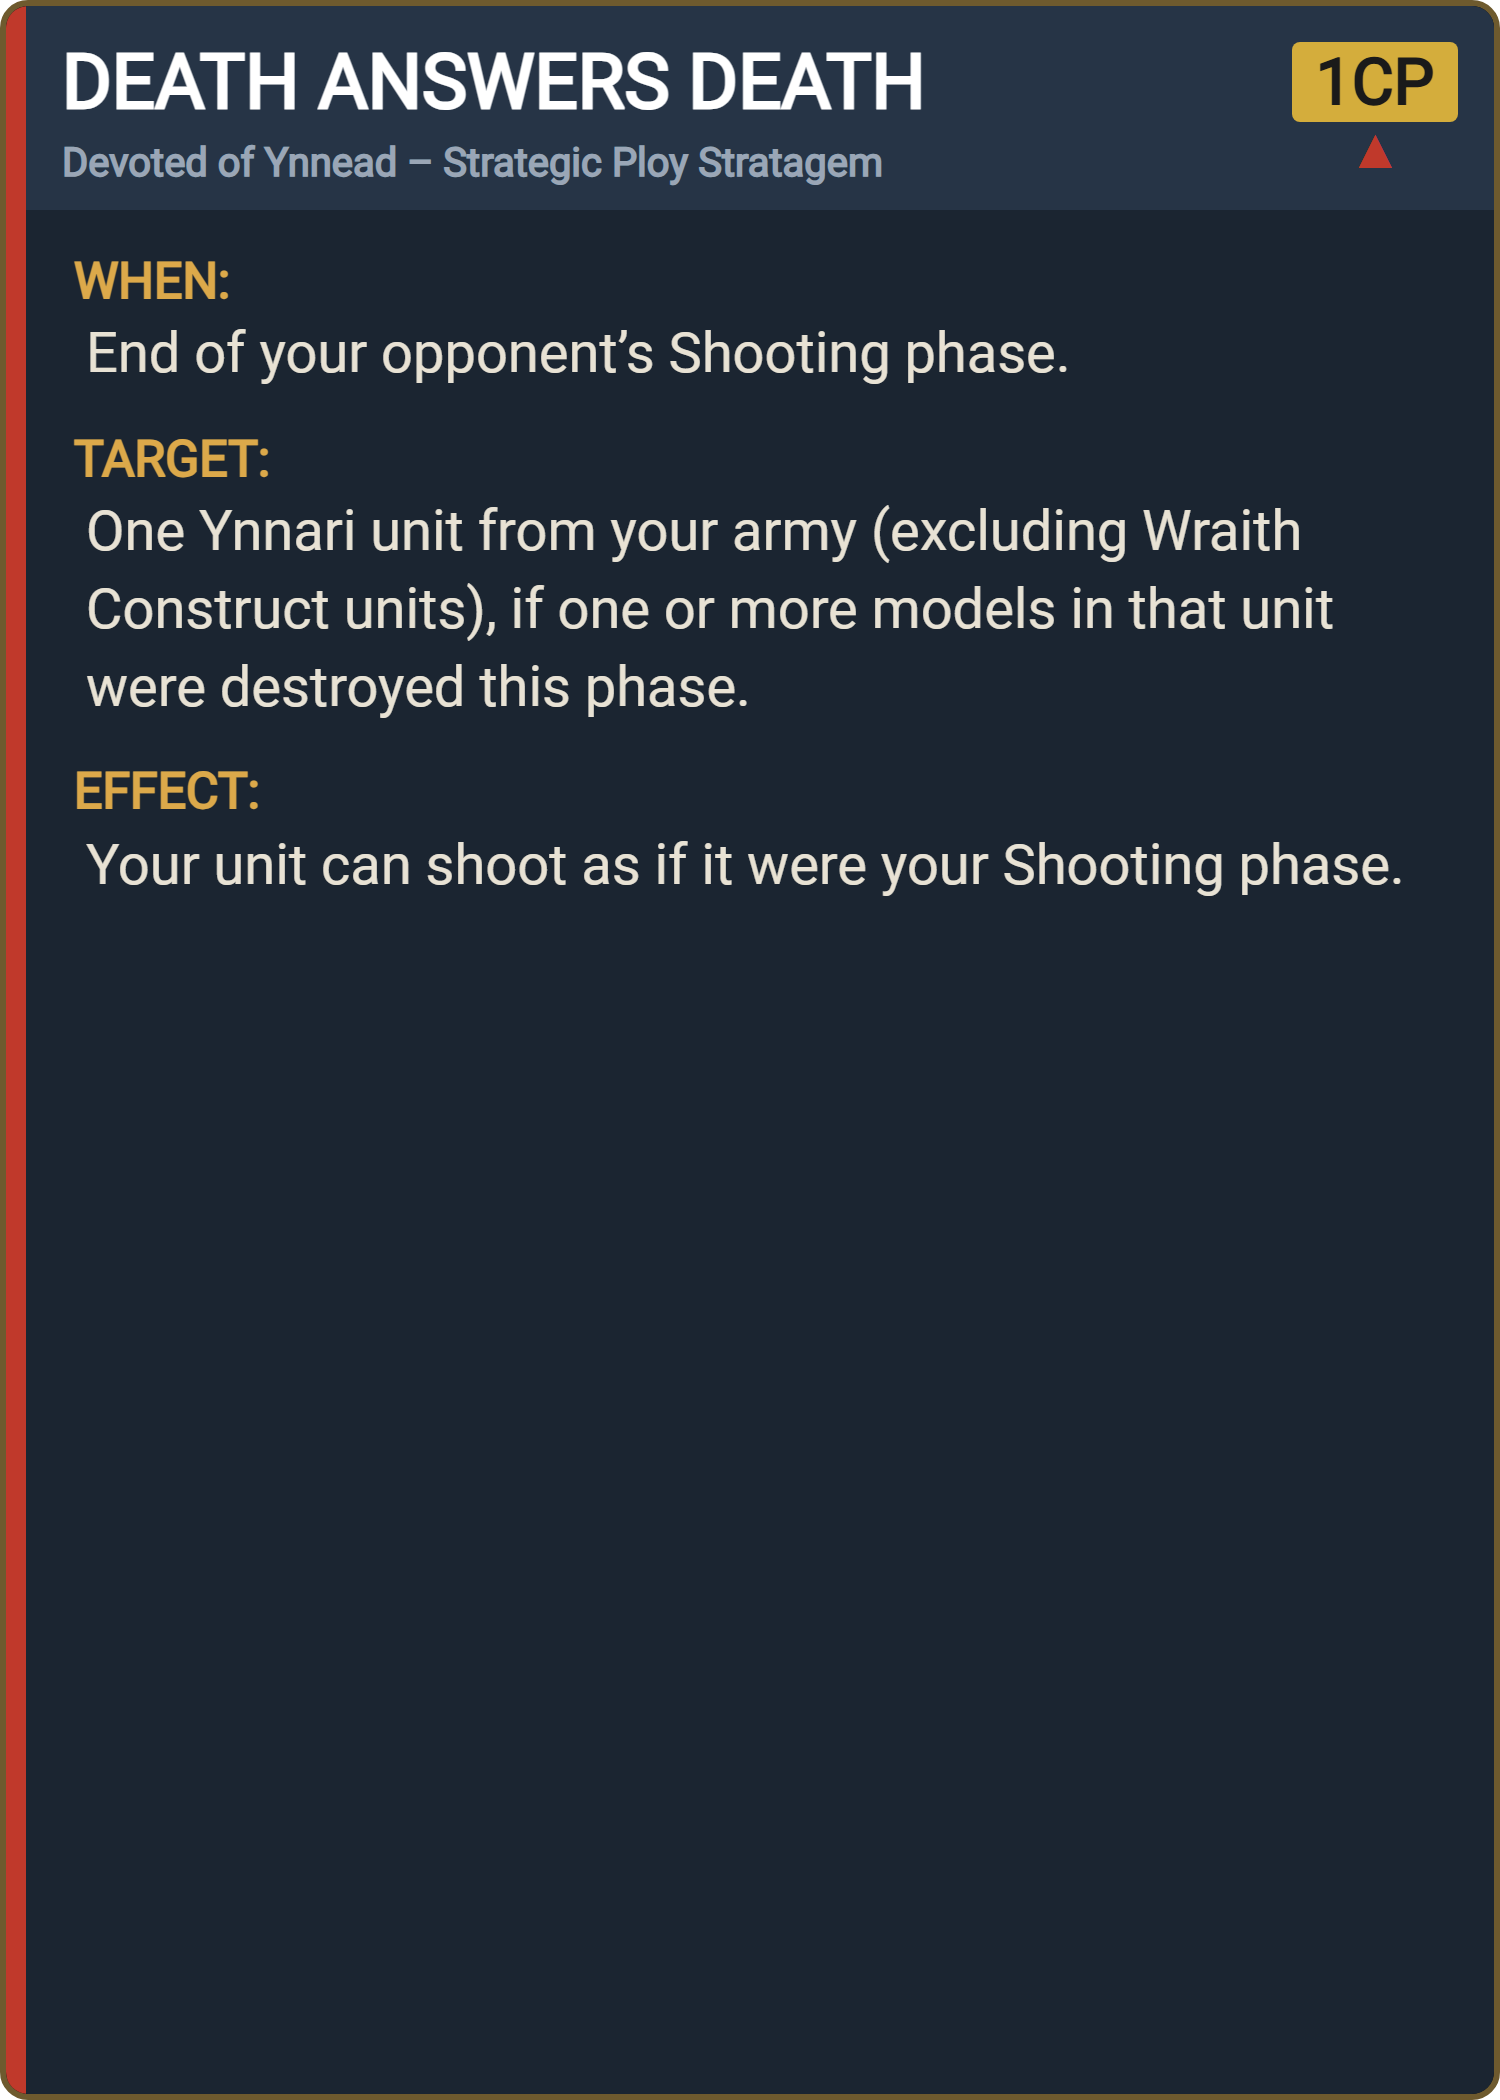 DEATH ANSWERS DEATH
1CP
Devoted of Ynnead – Strategic Ploy Stratagem
WHEN:
End of your opponent’s Shooting phase.
TARGET:
One Ynnari unit from your army (excluding Wraith
Construct units), if one or more models in that unit
were destroyed this phase.
EFFECT:
Your unit can shoot as if it were your Shooting phase.